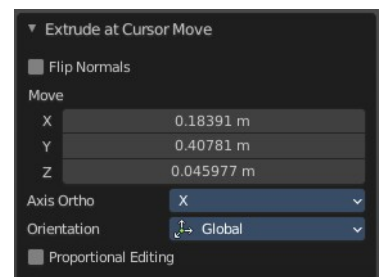 Extrude at Cursor Move
Flip Normals
Move
X 0.18391 m
Y 0.40781 m
Z 0.045977 m
Axis Ortho X
Orientation Global
Proportional Editing